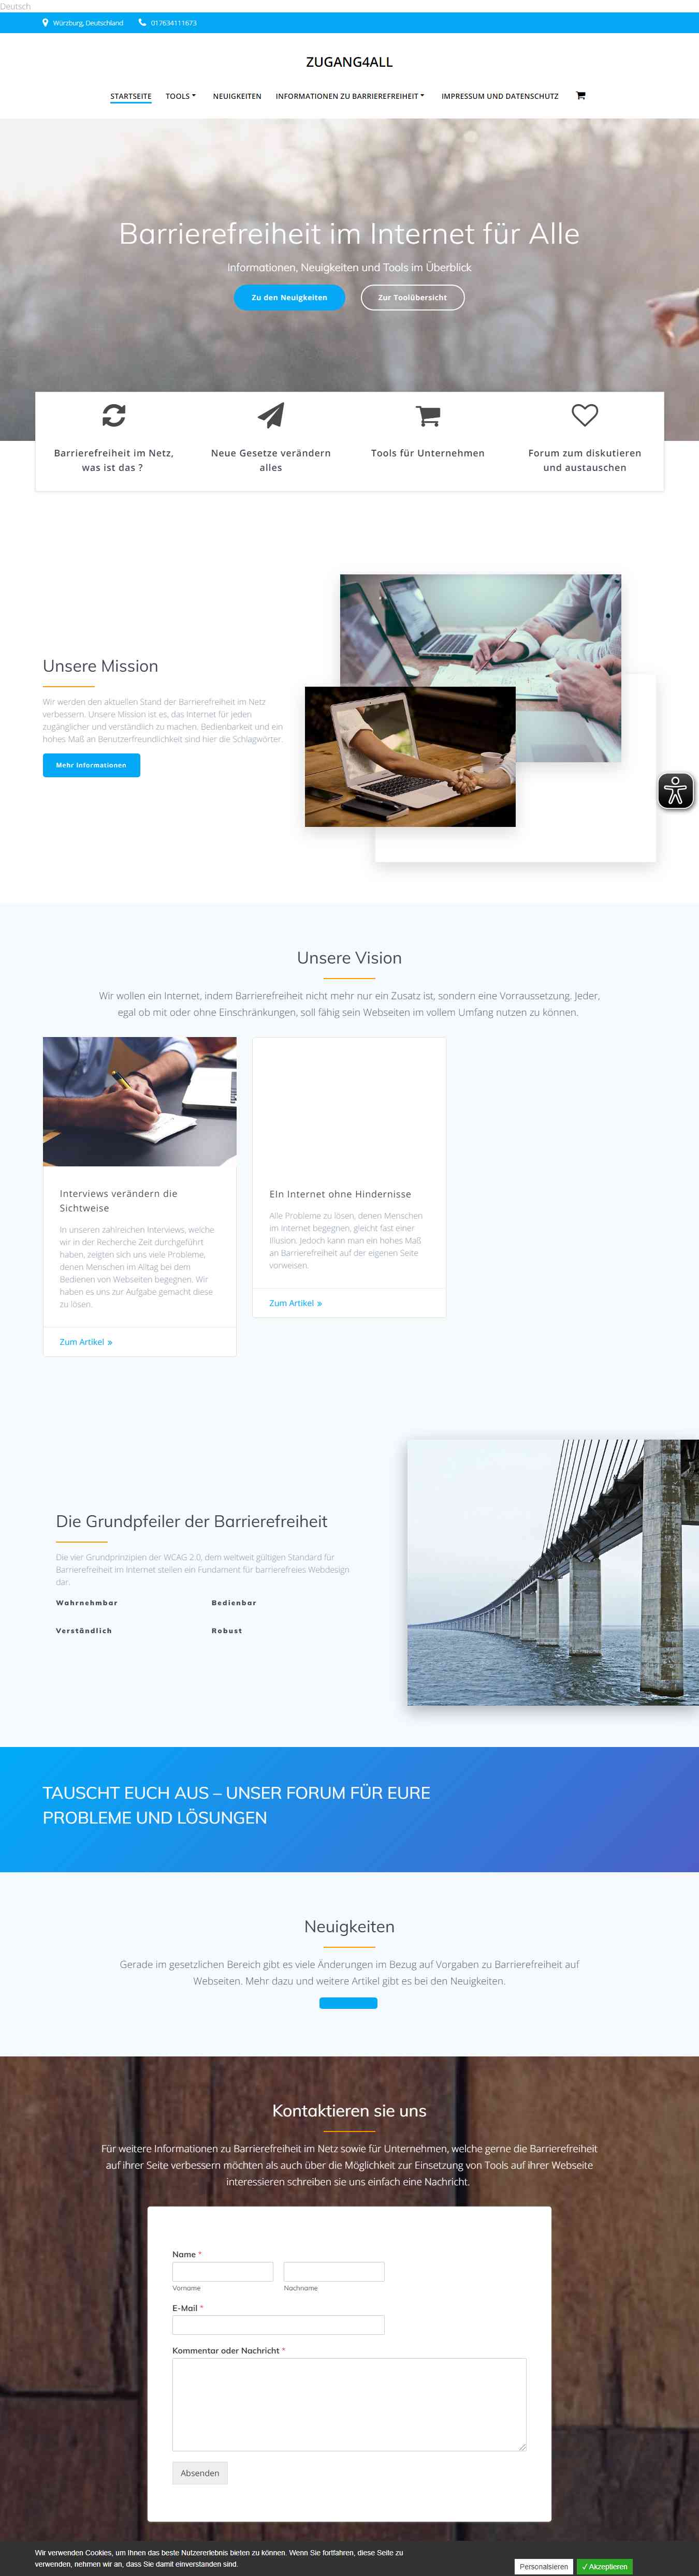 Deutsch
Würzburg, Deutschland 017634111673
ZUGANG4ALL
STARTSEITE TOOLS NEUIGKEITEN INFORMATIONEN ZU BARRIEREFREIHEIT IMPRESSUM UND DATENSCHUTZ
Barrierefreiheit im Internet für Alle
Informationen, Neuigkeiten und Tools im Überblick
Zu den Neuigkeiten Zur Toolübersicht
Barrierefreiheit im Netz,
was ist das ?
Neue Gesetze verändern
alles
Tools für Unternehmen
Forum zum diskutieren
und austauschen
Unsere Mission
Wir werden den aktuellen Stand der Barrierefreiheit im Netz
verbessern. Unsere Mission ist es, das Internet für jeden
zugänglicher und verständlich zu machen. Bedienbarkeit und ein
hohes Maß an Benutzerfreundlichkeit sind hier die Schlagwörter.
Mehr Informationen
Unsere Vision
Wir wollen ein Internet, indem Barrierefreiheit nicht mehr nur ein Zusatz ist, sondern eine Vorraussetzung. Jeder,
egal ob mit oder ohne Einschränkungen, soll fähig sein Webseiten im vollem Umfang nutzen zu können.
Interviews verändern die
Sichtweise
In unseren zahlreichen Interviews, welche
wir in der Recherche Zeit durchgeführt
haben, zeigten sich uns viele Probleme,
denen Menschen im Alltag bei dem
Bedienen von Webseiten begegnen. Wir
haben es uns zur Aufgabe gemacht diese
zu lösen.
Zum Artikel »
EIn Internet ohne Hindernisse
Alle Probleme zu lösen, denen Menschen
im Internet begegnen, gleicht fast einer
Illusion. Jedoch kann man ein hohes Maß
an Barrierefreiheit auf der eigenen Seite
vorweisen.
Zum Artikel »
Die Grundpfeiler der Barrierefreiheit
Die vier Grundprinzipien der WCAG 2.0, dem weltweit gültigen Standard für
Barrierefreiheit im Internet stellen ein Fundament für barrierefreies Webdesign
dar.
Wahrnehmbar Bedienbar
Verständlich Robust
TAUSCHT EUCH AUS – UNSER FORUM FÜR EURE
PROBLEME UND LÖSUNGEN
Neuigkeiten
Gerade im gesetzlichen Bereich gibt es viele Änderungen im Bezug auf Vorgaben zu Barrierefreiheit auf
Webseiten. Mehr dazu und weitere Artikel gibt es bei den Neuigkeiten.
Kontaktieren sie uns
Für weitere Informationen zu Barrierefreiheit im Netz sowie für Unternehmen, welche gerne die Barrierefreiheit
auf ihrer Seite verbessern möchten als auch über die Möglichkeit zur Einsetzung von Tools auf ihrer Webseite
interessieren schreiben sie uns einfach eine Nachricht.
Name *
Vorname Nachname
E-Mail *
Kommentar oder Nachricht *
Absenden
Wir verwenden Cookies, um Ihnen das beste Nutzererlebnis bieten zu können. Wenn Sie fortfahren, diese Seite zu
verwenden, nehmen wir an, dass Sie damit einverstanden sind.
Personalsieren ✓ Akzeptieren